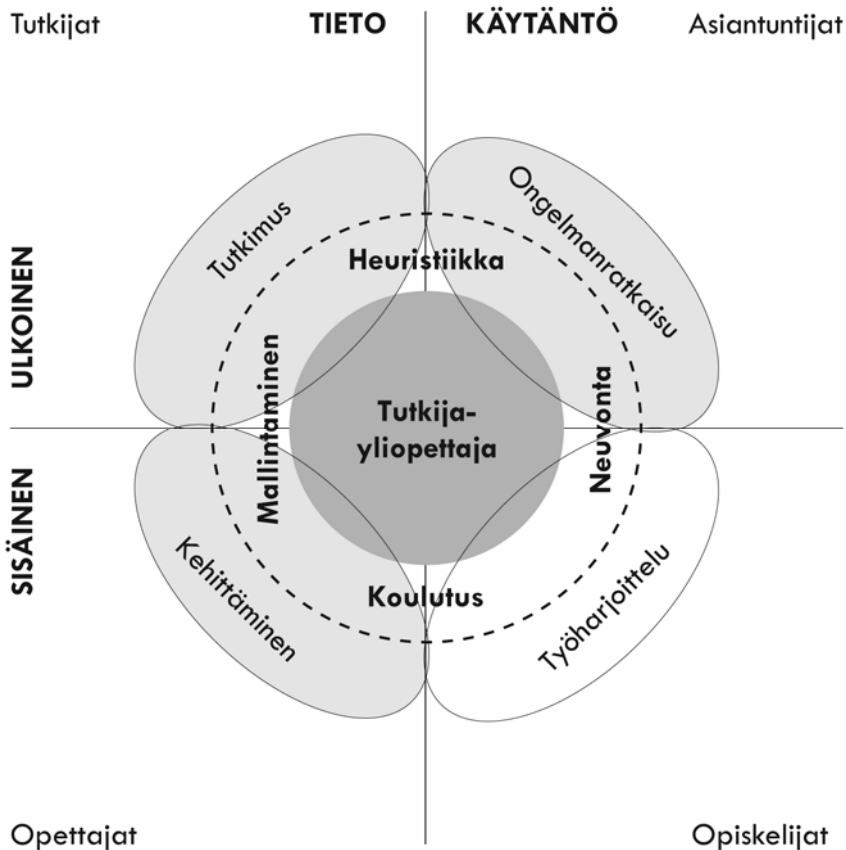 Tutkijat
TIETO
KÄYTÄNTÖ
Asiantuntijat
Tutkimus
Ongelmanratkaisu
Heuristiikka
ULKOINEN
Mallintaminen
Tutkija-
yliopettaja
Neuvonta
SISÄINEN
Kehittäminen
Koulutus
Työharjoittelu
Opettajat
Opiskelijat